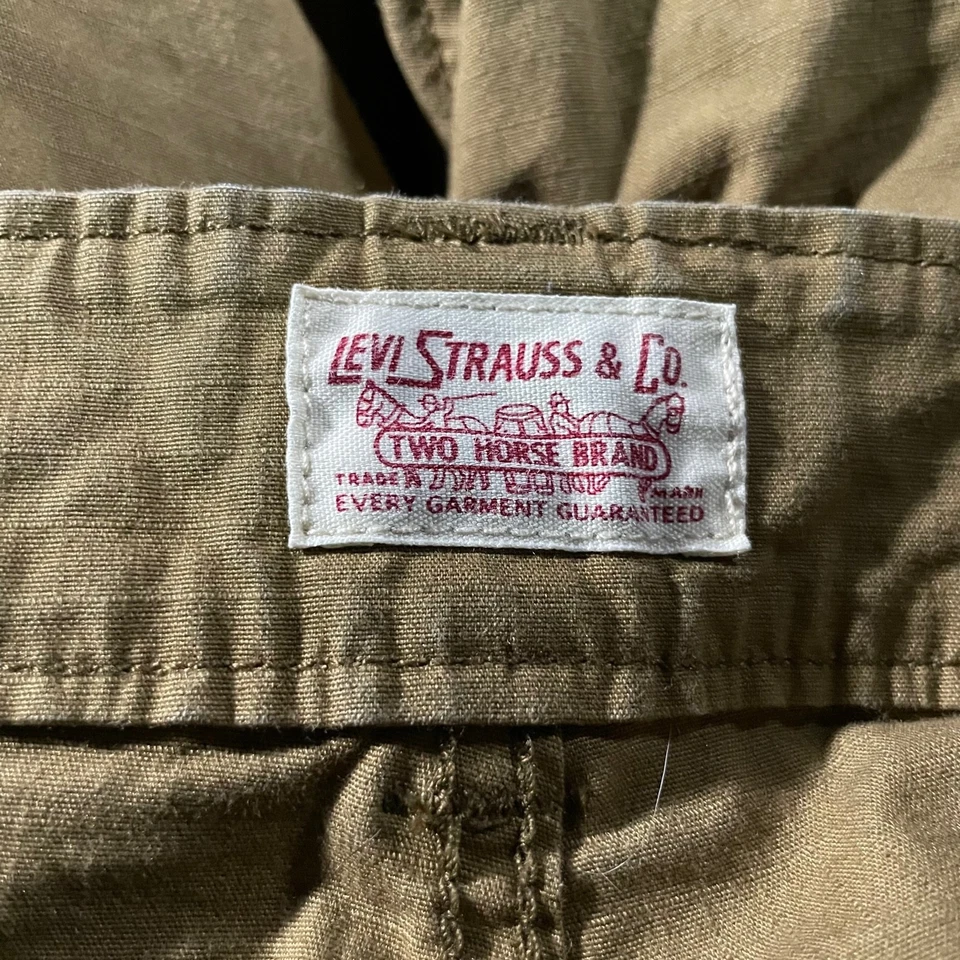 LEVI STRAUSS & CO.
TWO HORSE BRAND
TRADE MARK
EVERY GARMENT GUARANTEED